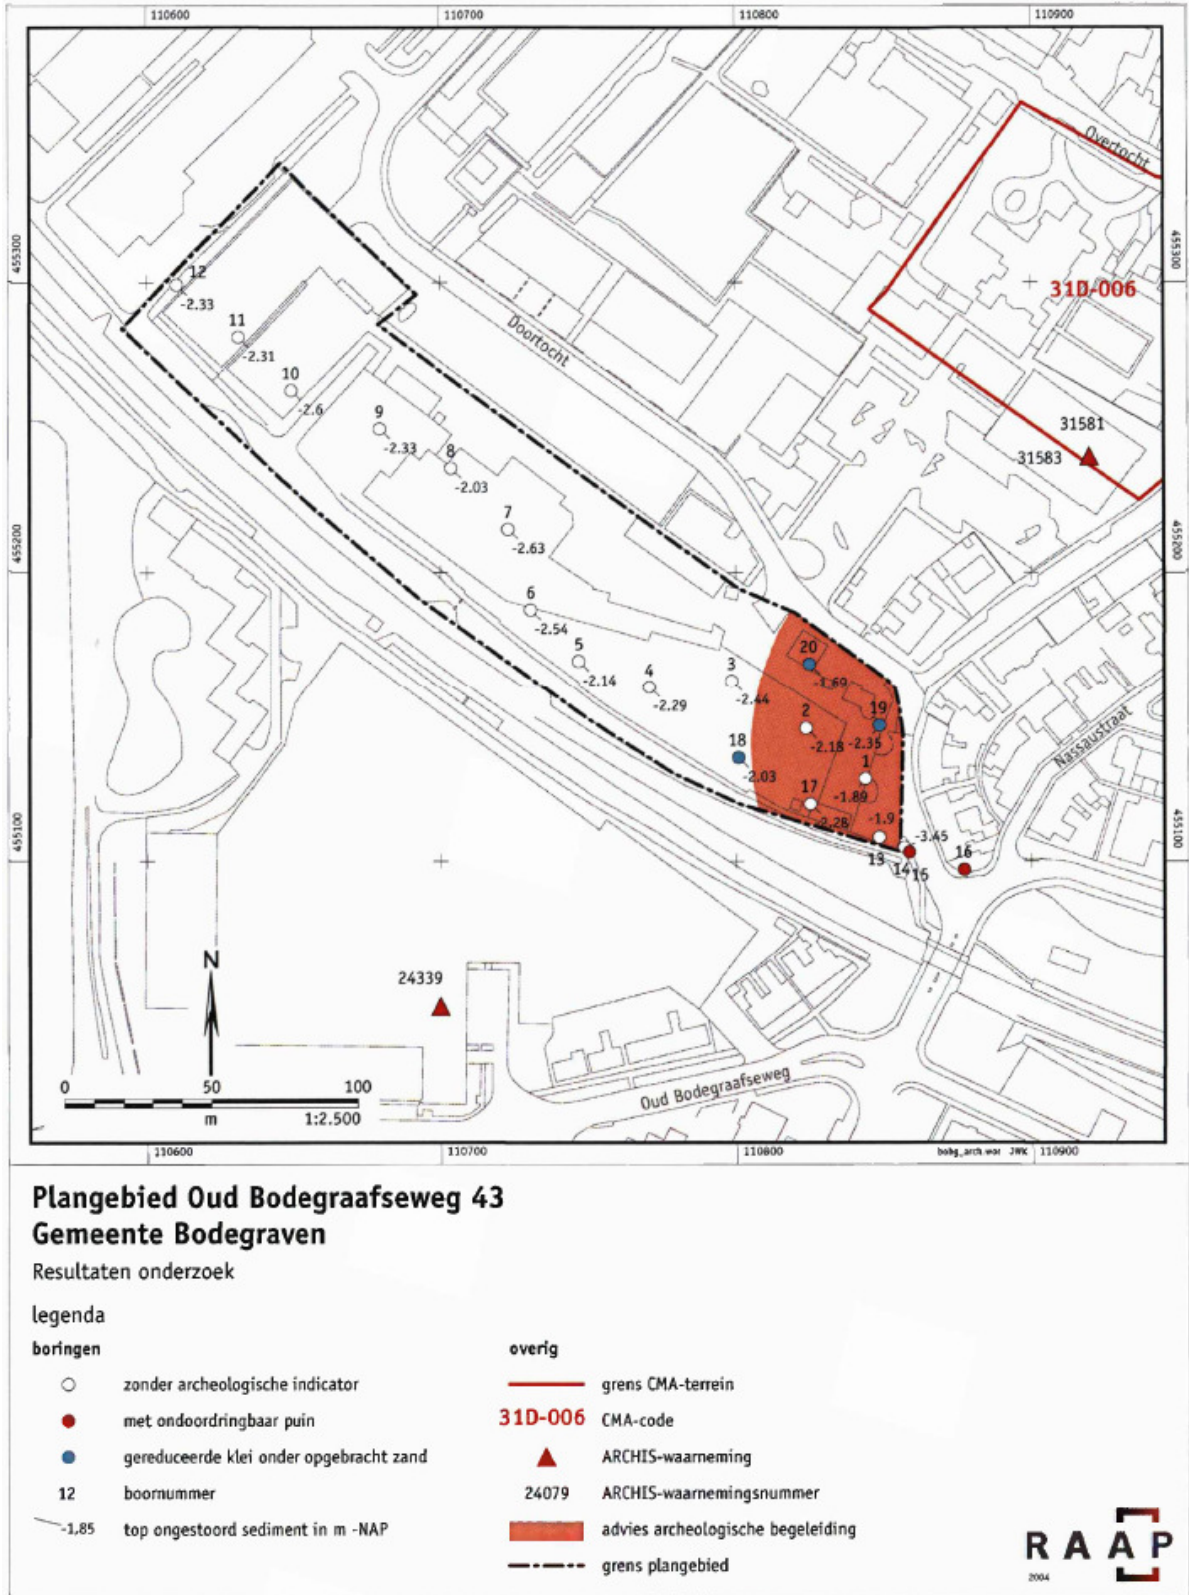 110600 110700 110800 110900
Overtocht
455300 455300
31D-006
12
-2.33
Doortocht
11
-2.31
10
-2.6
9
-2.33
31581
31583
8
-2.03
7
-2.63
455200 455200
6
-2.54
5
-2.14
4
-2.29
3
-2.44
20
-1.69
2
-2.18
19
-2.35
Nassaustraat
18
-2.03
1
-1.89
17
-2.28
-1.9
-3.45
13
14
15
16
455100 455100
N
24339
0 50 100
m 1:2.500
Oud Bodegraafseweg
110600 110700 110800 bobg_arch.wor JWK 110900
Plangebied Oud Bodegraafseweg 43
Gemeente Bodegraven
Resultaten onderzoek
legenda
boringen
zonder archeologische indicator
met ondoordringbaar puin
gereduceerde klei onder opgebracht zand
12 boornummer
-1,85 top ongestoord sediment in m -NAP
overig
grens CMA-terrein
31D-006 CMA-code
ARCHIS-waarneming
24079 ARCHIS-waarnemingsnummer
advies archeologische begeleiding
grens plangebied
RAAP
2004